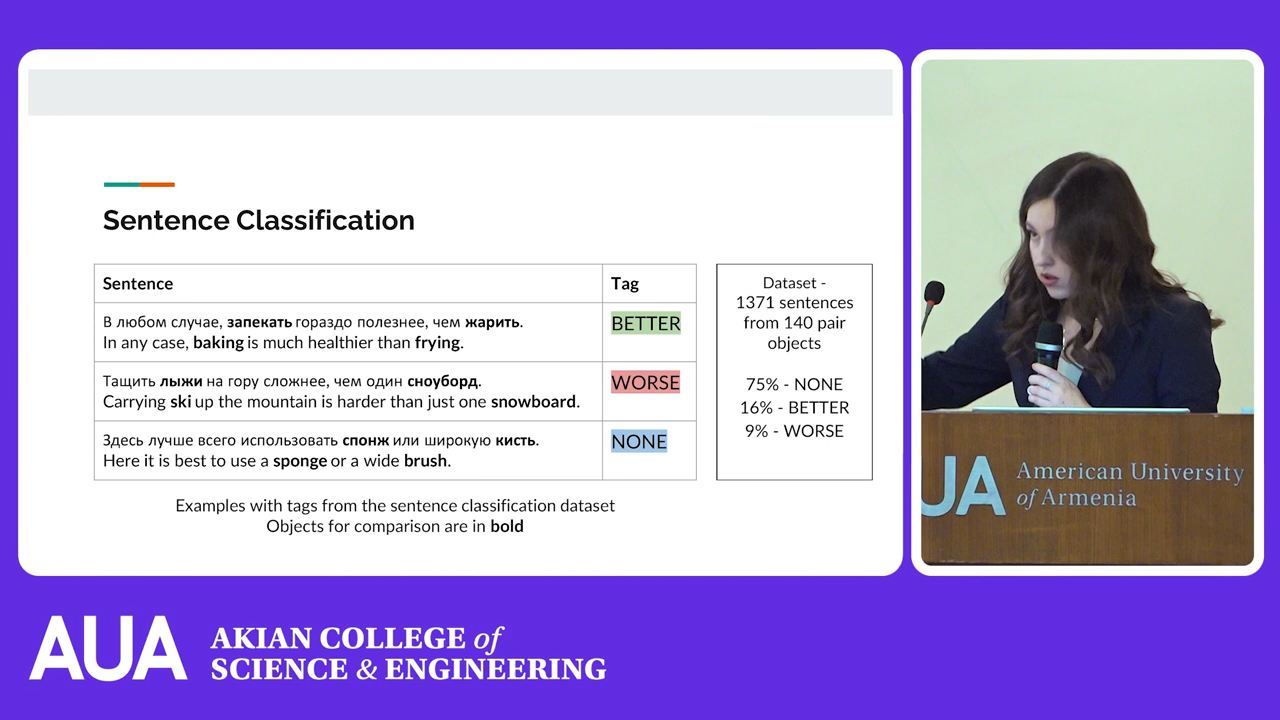 Sentence Classification
Sentence
Tag
В любом случае, запекать гораздо полезнее, чем жарить.
In any case, baking is much healthier than frying.
BETTER
Тащить лыжи на гору сложнее, чем один сноуборд.
Carrying ski up the mountain is harder than just one snowboard.
WORSE
Здесь лучше всего использовать спонж или широкую кисть.
Here it is best to use a sponge or a wide brush.
NONE
Examples with tags from the sentence classification dataset
Objects for comparison are in bold
Dataset -
1371 sentences
from 140 pair
objects
75% - NONE
16% - BETTER
9% - WORSE
UA
American University
of Armenia
AUA
AKIAN COLLEGE of
SCIENCE & ENGINEERING